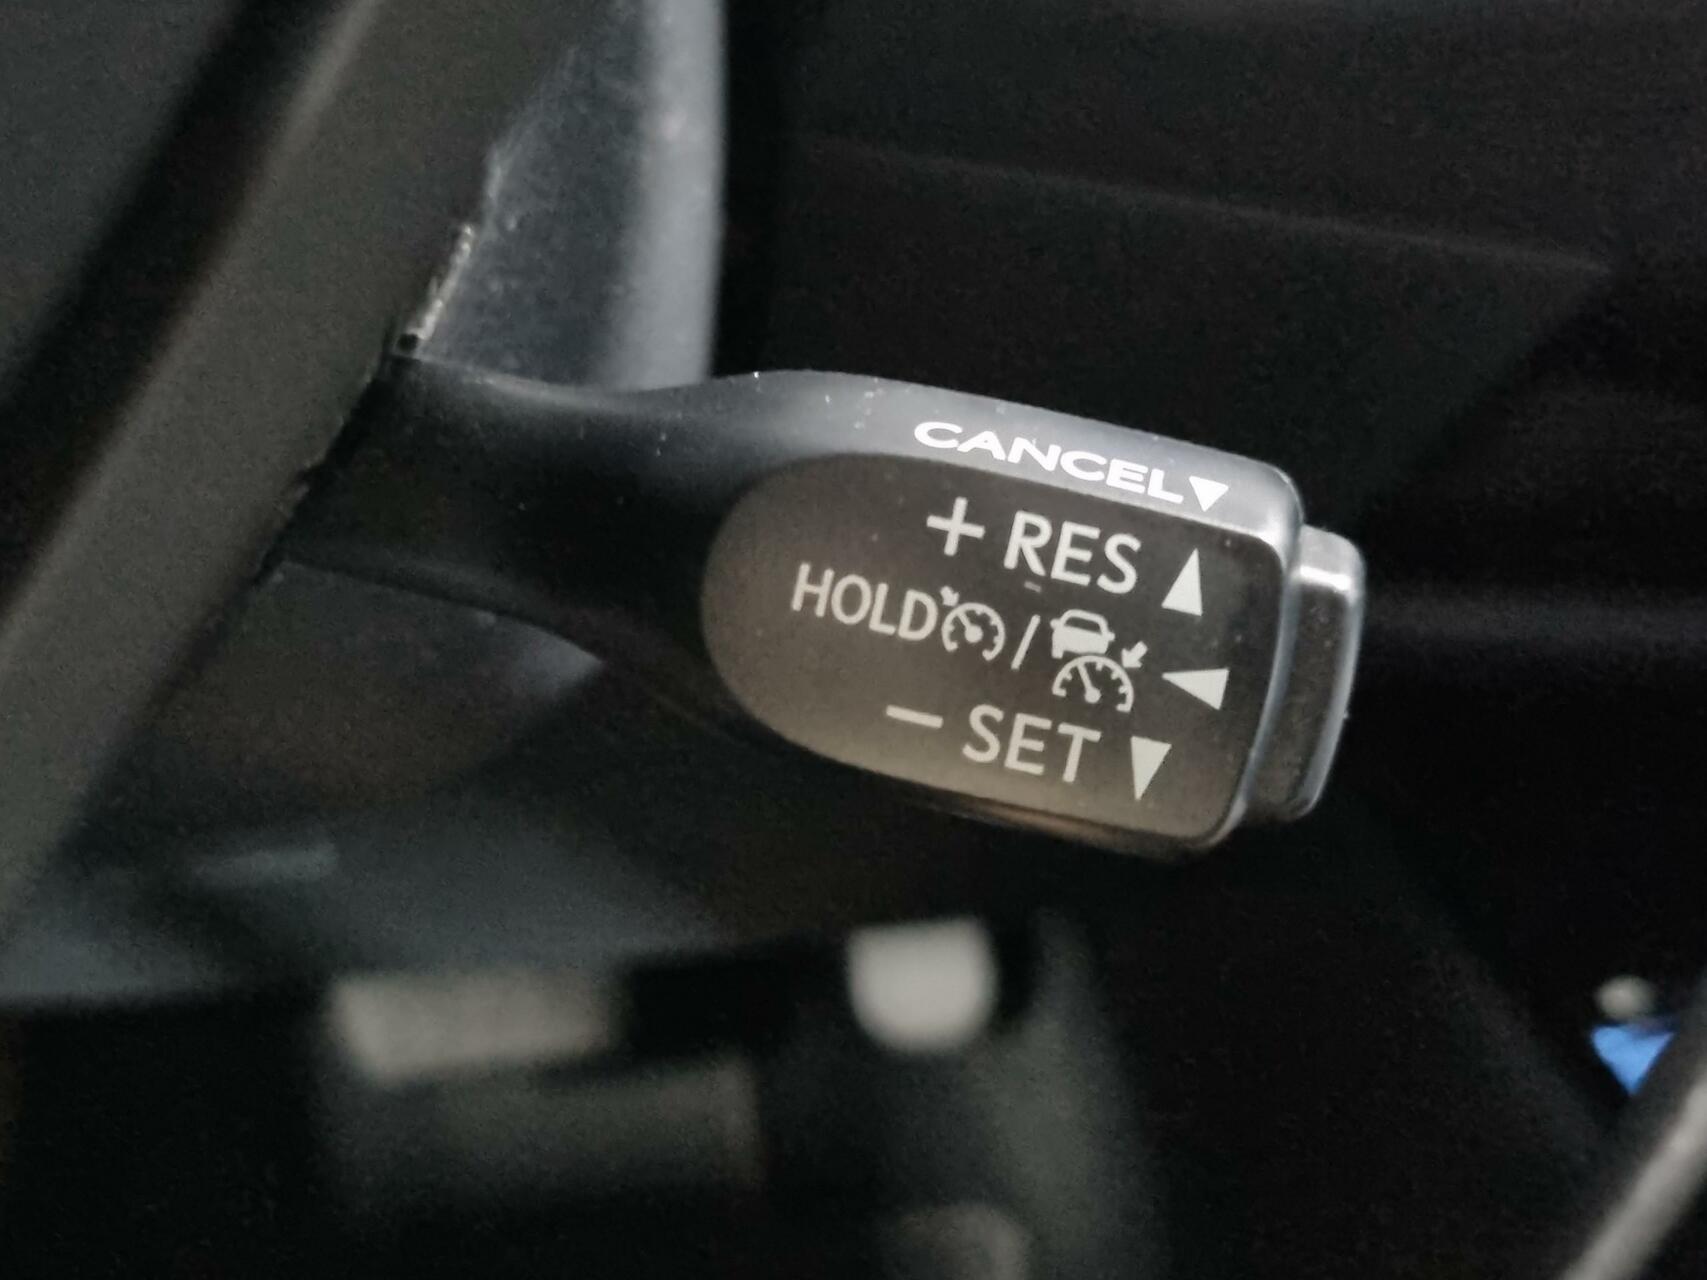 CANCEL▼
+ RES ▲
HOLD / ◀
− SET ▼